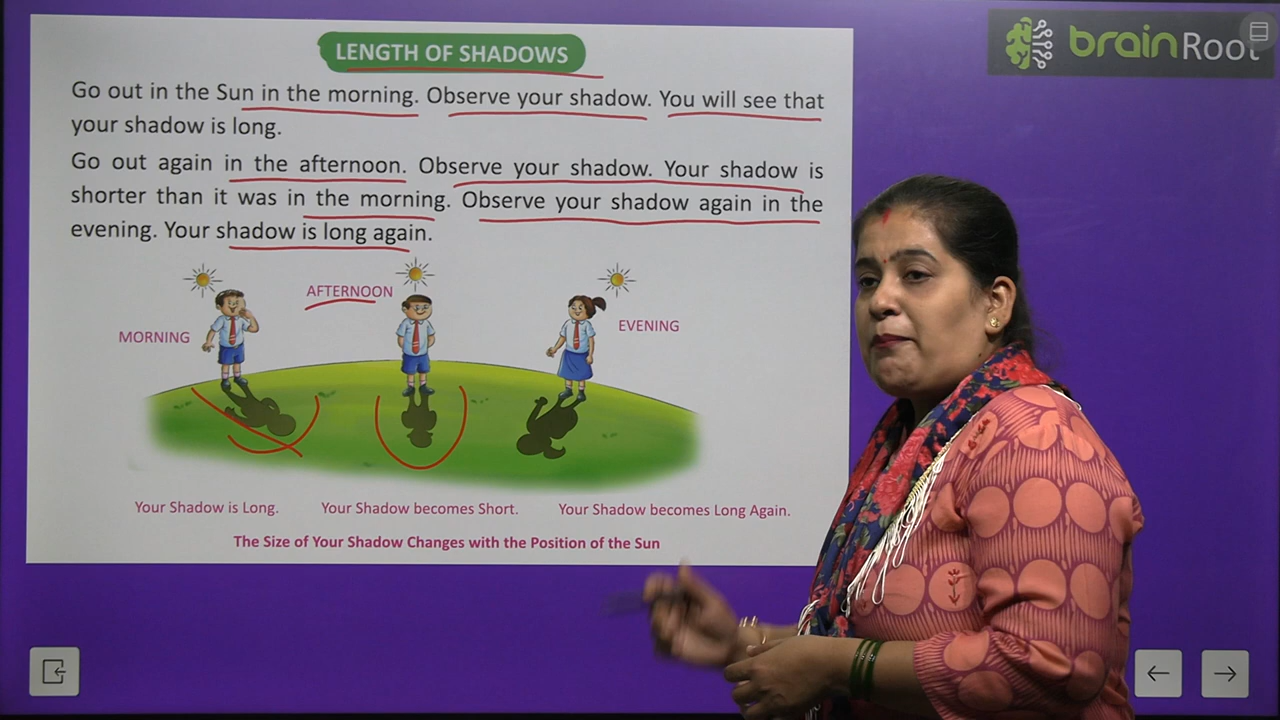 LENGTH OF SHADOWS
brainRoot
Go out in the Sun in the morning. Observe your shadow. You will see that
your shadow is long.
Go out again in the afternoon. Observe your shadow. Your shadow is
shorter than it was in the morning. Observe your shadow again in the
evening. Your shadow is long again.
MORNING
AFTERNOON
EVENING
Your Shadow is Long.
Your Shadow becomes Short.
Your Shadow becomes Long Again.
The Size of Your Shadow Changes with the Position of the Sun